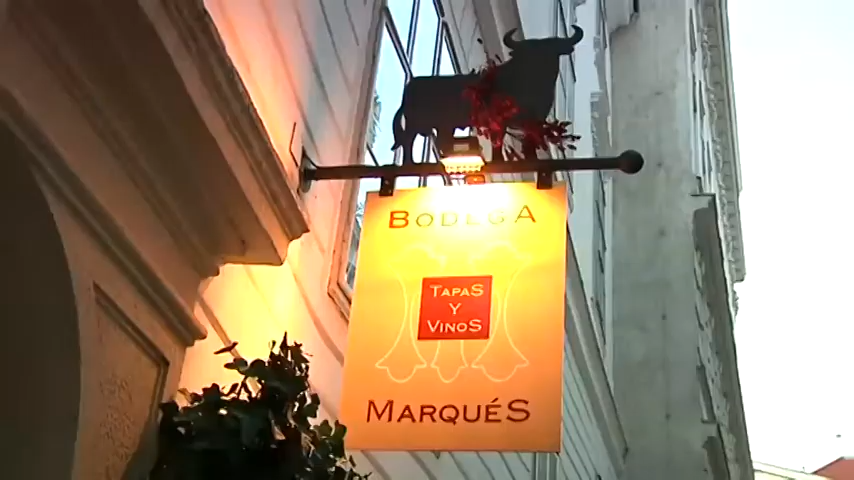 BODEGA
TAPAS
Y
VINOS
MARQUÉS